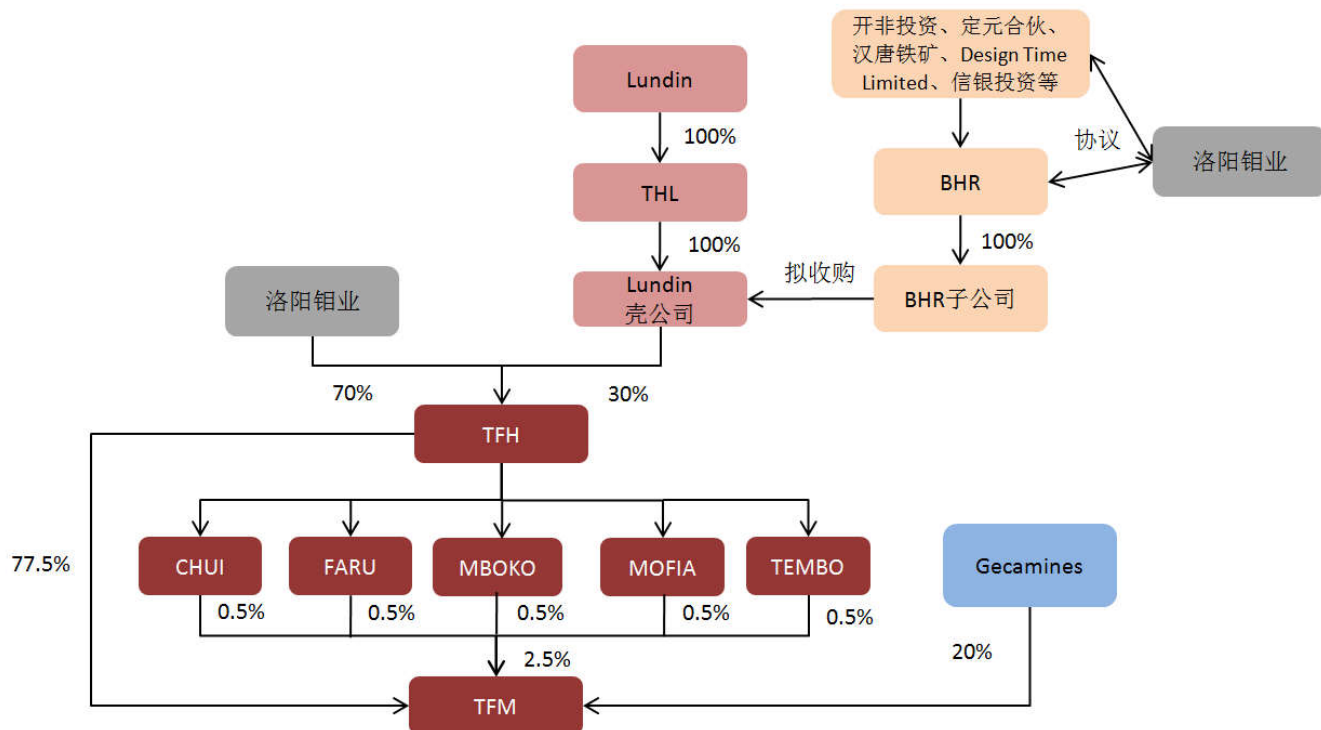 开非投资、定元合伙、
汉唐铁矿、Design Time
Limited、信银投资等
Lundin
100%
协议
洛阳钼业
THL
BHR
100%
100%
拟收购
洛阳钼业
Lundin
壳公司
BHR子公司
70%
30%
TFH
77.5%
CHUI
FARU
MBOKO
MOFIA
TEMBO
Gecamines
0.5%
0.5%
0.5%
0.5%
0.5%
2.5%
20%
TFM